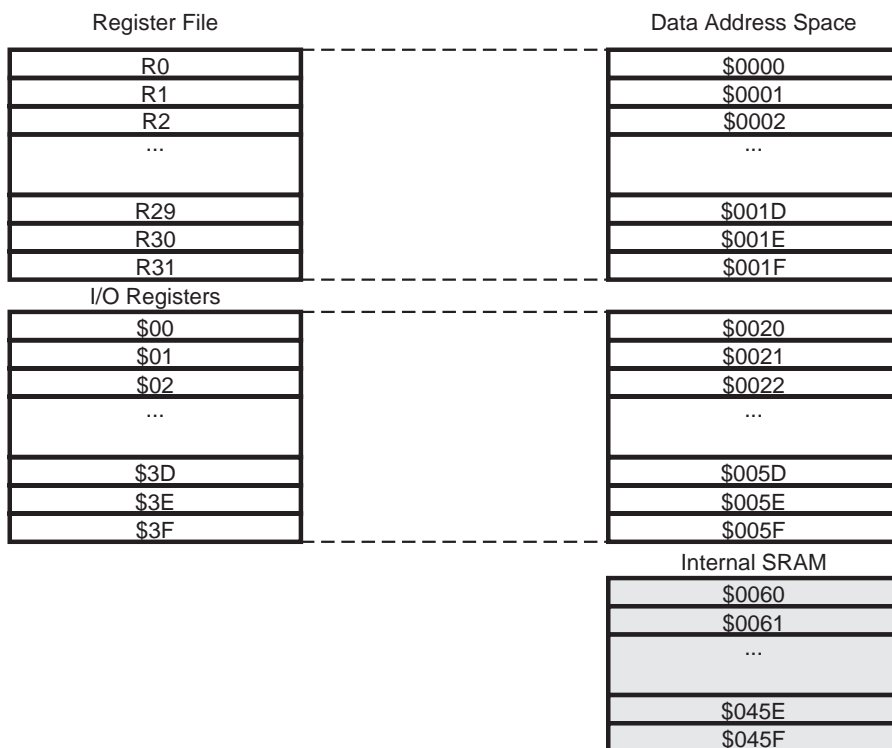 Register File
Data Address Space
R0
$0000
R1
$0001
R2
$0002
...
...
R29
$001D
R30
$001E
R31
$001F
I/O Registers
$00
$0020
$01
$0021
$02
$0022
...
...
$3D
$005D
$3E
$005E
$3F
$005F
Internal SRAM
$0060
$0061
...
$045E
$045F